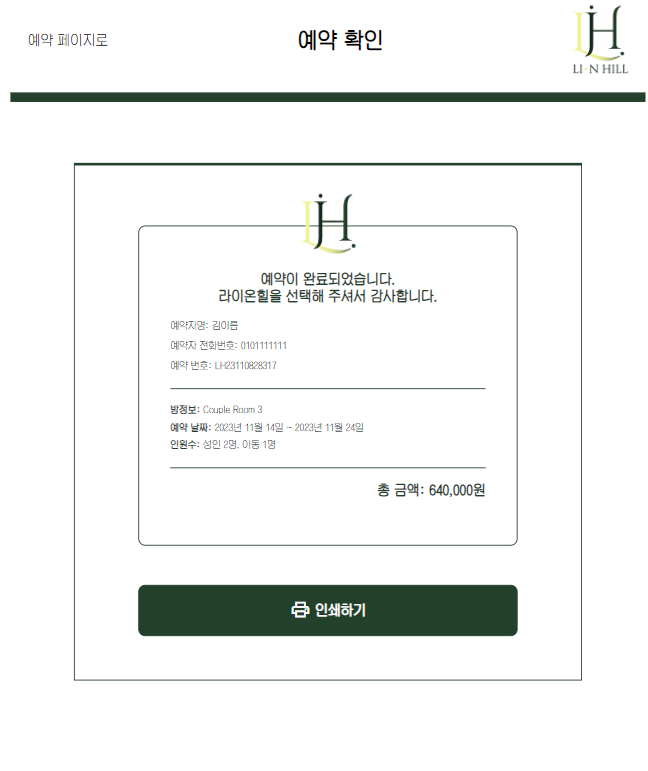 예약 페이지로
예약 확인
LH.
LION HILL
LH.
예약이 완료되었습니다.
라이온힐을 선택해 주셔서 감사합니다.
예약자명: 김이름
예약자 전화번호: 0101111111
예약 번호: LH23110828317
방정보: Couple Room 3
예약 날짜: 2023년 11월 14일 ~ 2023년 11월 24일
인원수: 성인 2명, 아동 1명
총 금액: 640,000원
인쇄하기